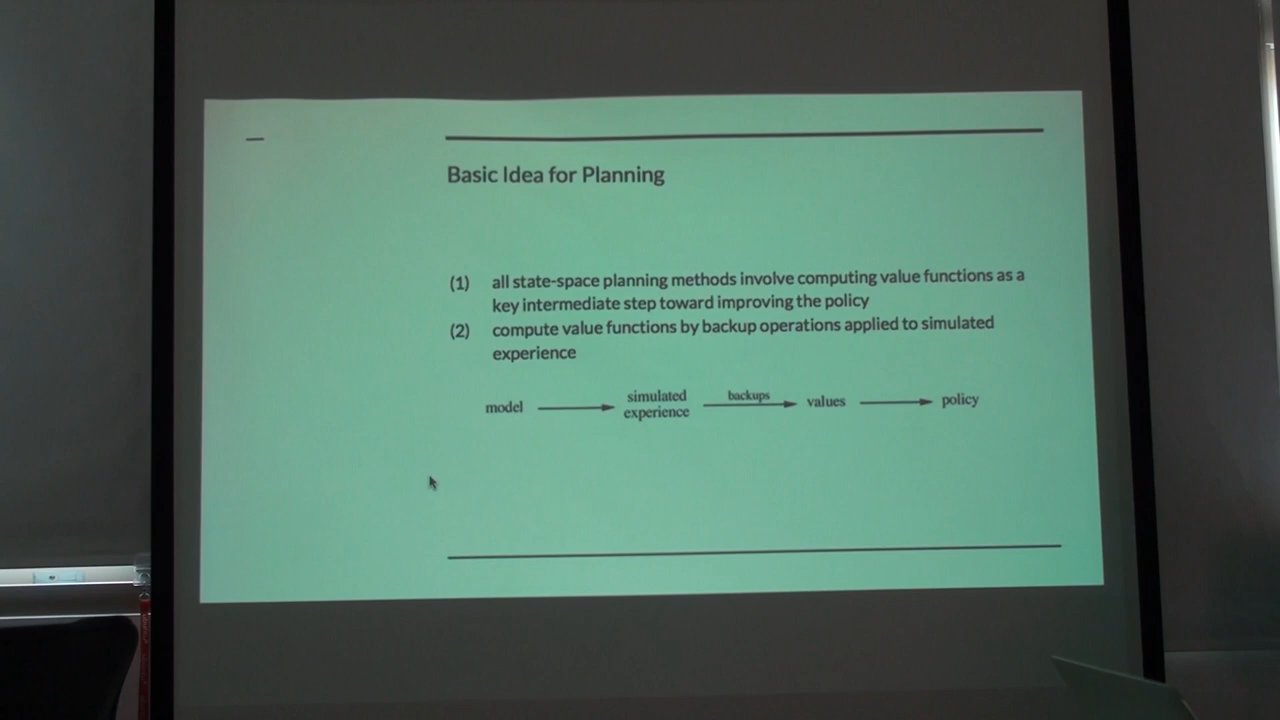 Basic Idea for Planning
(1) all state-space planning methods involve computing value functions as a
key intermediate step toward improving the policy
(2) compute value functions by backup operations applied to simulated
experience
model simulated experience backups values policy